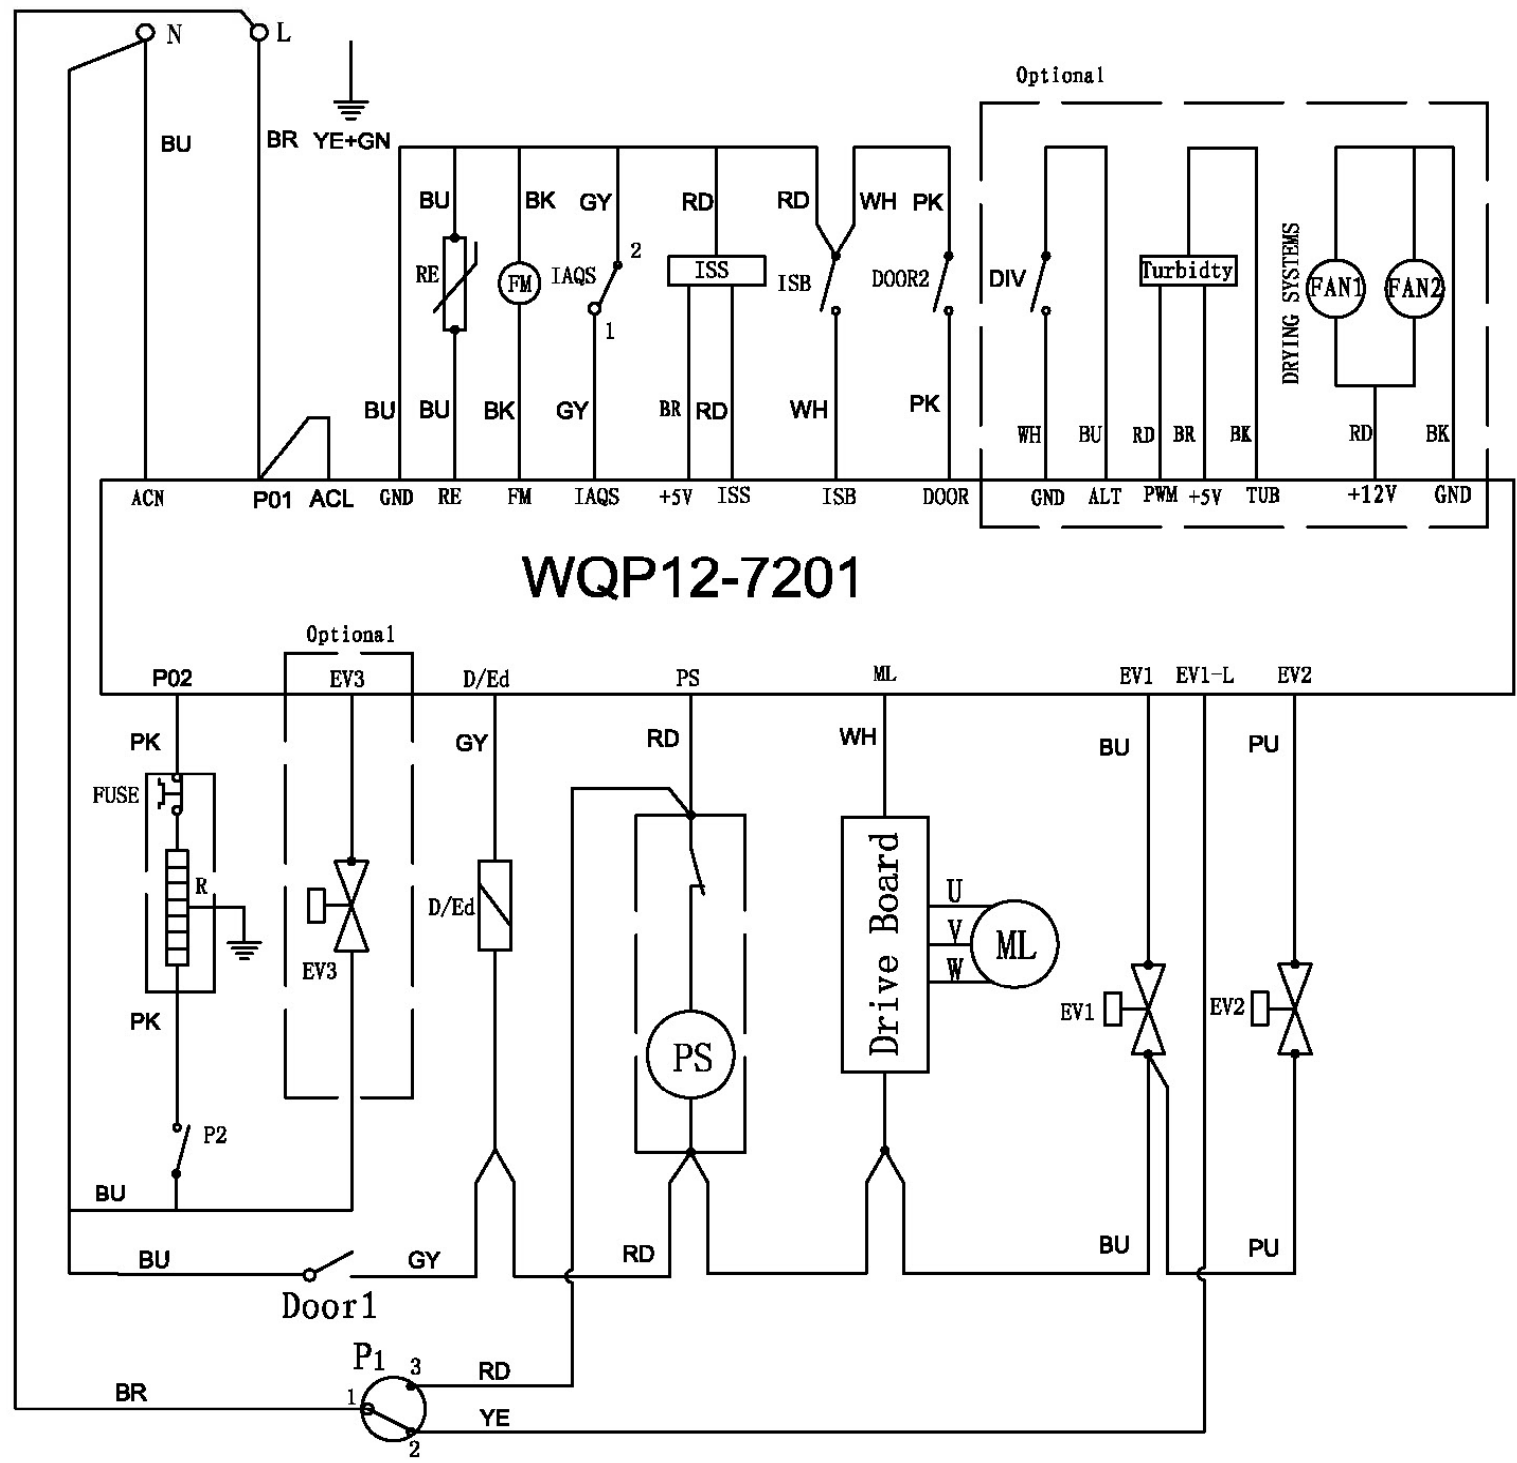 N L
Optional
BU BR YE+GN
BU BK GY RD RD WH PK
RE FM IAQS 2 1 ISS ISB DOOR2 DIV Turbidty DRYING SYSTEMS FAN1 FAN2
BU BU BK GY BR RD WH PK WH BU RD BR BK RD BK
ACN P01 ACL GND RE FM IAQS +5V ISS ISB DOOR GND ALT PWM +5V TUB +12V GND
WQP12-7201
Optional
P02 EV3 D/Ed PS ML EV1 EV1-L EV2
PK GY RD WH BU PU
FUSE
R D/Ed Drive Board U V W ML
EV3 EV1 EV2
PK PS
P2
BU
BU GY RD BU PU
Door1
P1 3 RD
BR 1 YE
2